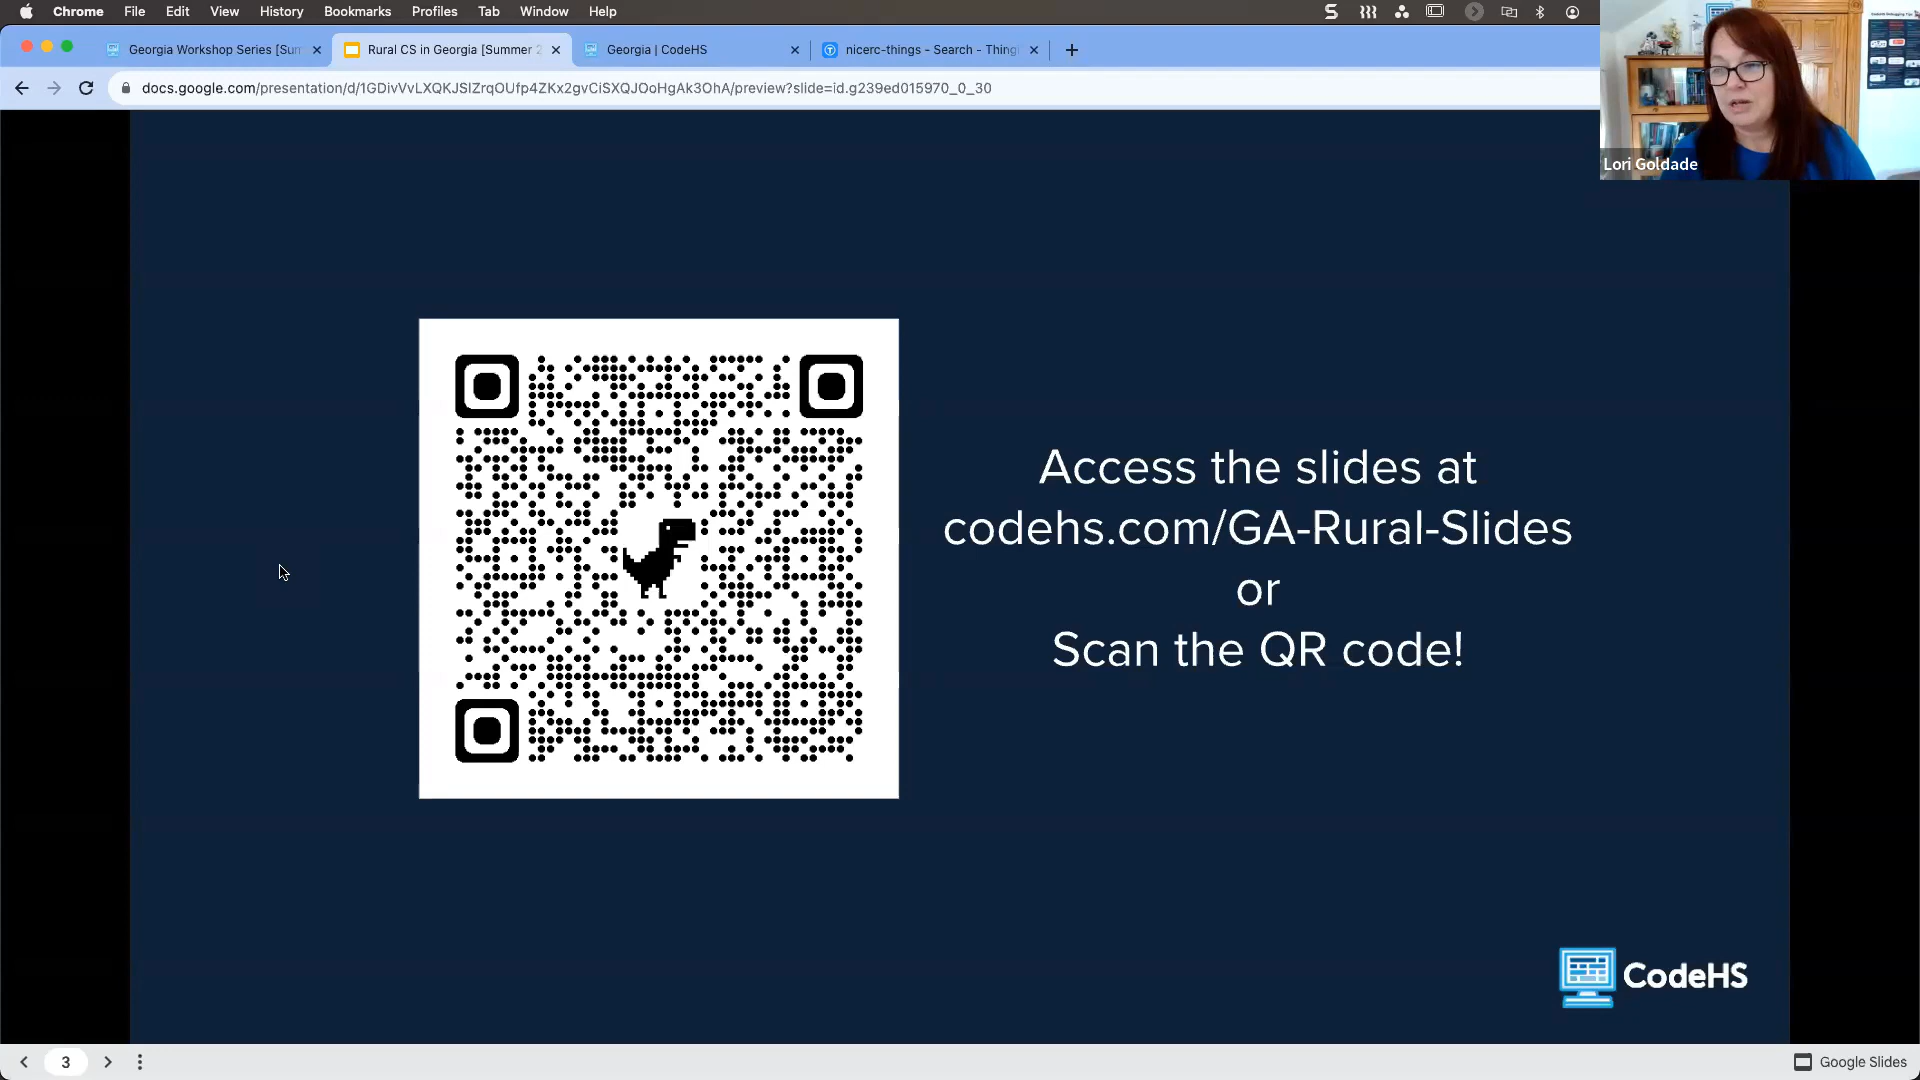 Chrome File Edit View History Bookmarks Profiles Tab Window Help
Georgia Workshop Series [Sum
Rural CS in Georgia [Summer 2
Georgia | CodeHS
nicerc-things - Search - Thing
docs.google.com/presentation/d/1GDivVvLXQKJSIZrqOUfp4ZKx2gvCiSXQJOoHgAk3OhA/preview?slide=id.g239ed015970_0_30
Lori Goldade
Access the slides at
codehs.com/GA-Rural-Slides
or
Scan the QR code!
CodeHS
3
Google Slides